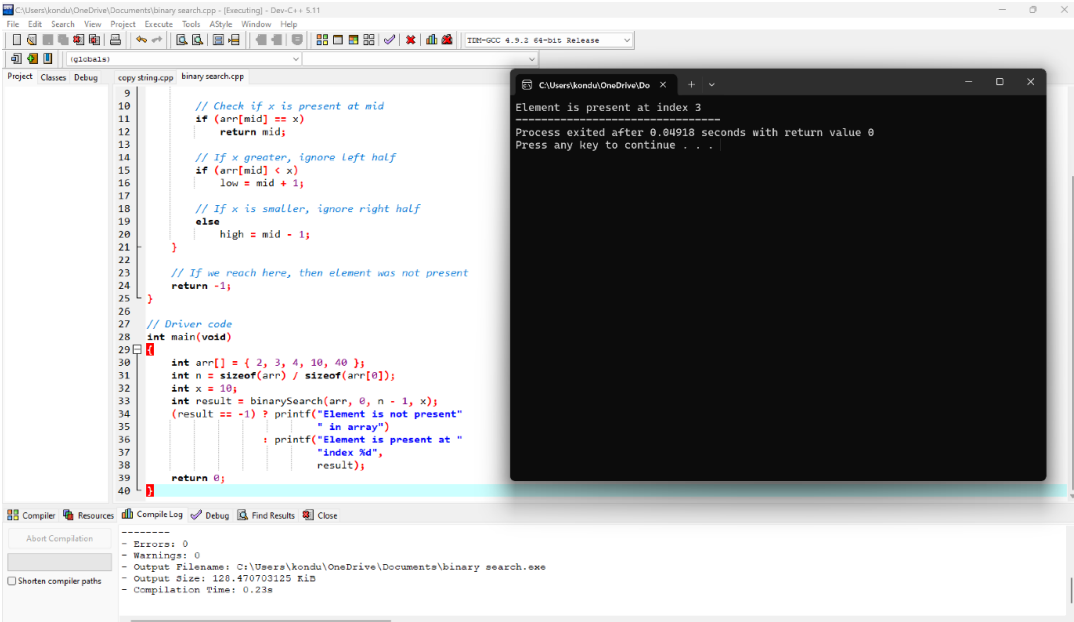 C:\Users\kondu\OneDrive\Documents\binary search.cpp - [Executing] - Dev-C++ 5.11
File Edit Search View Project Execute Tools AStyle Window Help
TDM-GCC 4.9.2 64-bit Release
(globals)
Project Classes Debug
copy string.cpp binary search.cpp
9
10 // Check if x is present at mid
11 if (arr[mid] == x)
12 return mid;
13
14 // If x greater, ignore left half
15 if (arr[mid] < x)
16 low = mid + 1;
17
18 // If x is smaller, ignore right half
19 else
20 high = mid - 1;
21 }
22
23 // If we reach here, then element was not present
24 return -1;
25 }
26
27 // Driver code
28 int main(void)
29 {
30 int arr[] = { 2, 3, 4, 10, 40 };
31 int n = sizeof(arr) / sizeof(arr[0]);
32 int x = 10;
33 int result = binarySearch(arr, 0, n - 1, x);
34 (result == -1) ? printf("Element is not present"
35 " in array")
36 : printf("Element is present at "
37 "index %d",
38 result);
39 return 0;
40 }
C:\Users\kondu\OneDrive\Do
Element is present at index 3
--------------------------------
Process exited after 0.04918 seconds with return value 0
Press any key to continue . . .
Compiler Resources Compile Log Debug Find Results Close
Abort Compilation
Shorten compiler paths
--------
- Errors: 0
- Warnings: 0
- Output Filename: C:\Users\kondu\OneDrive\Documents\binary search.exe
- Output Size: 128.470703125 KiB
- Compilation Time: 0.23s